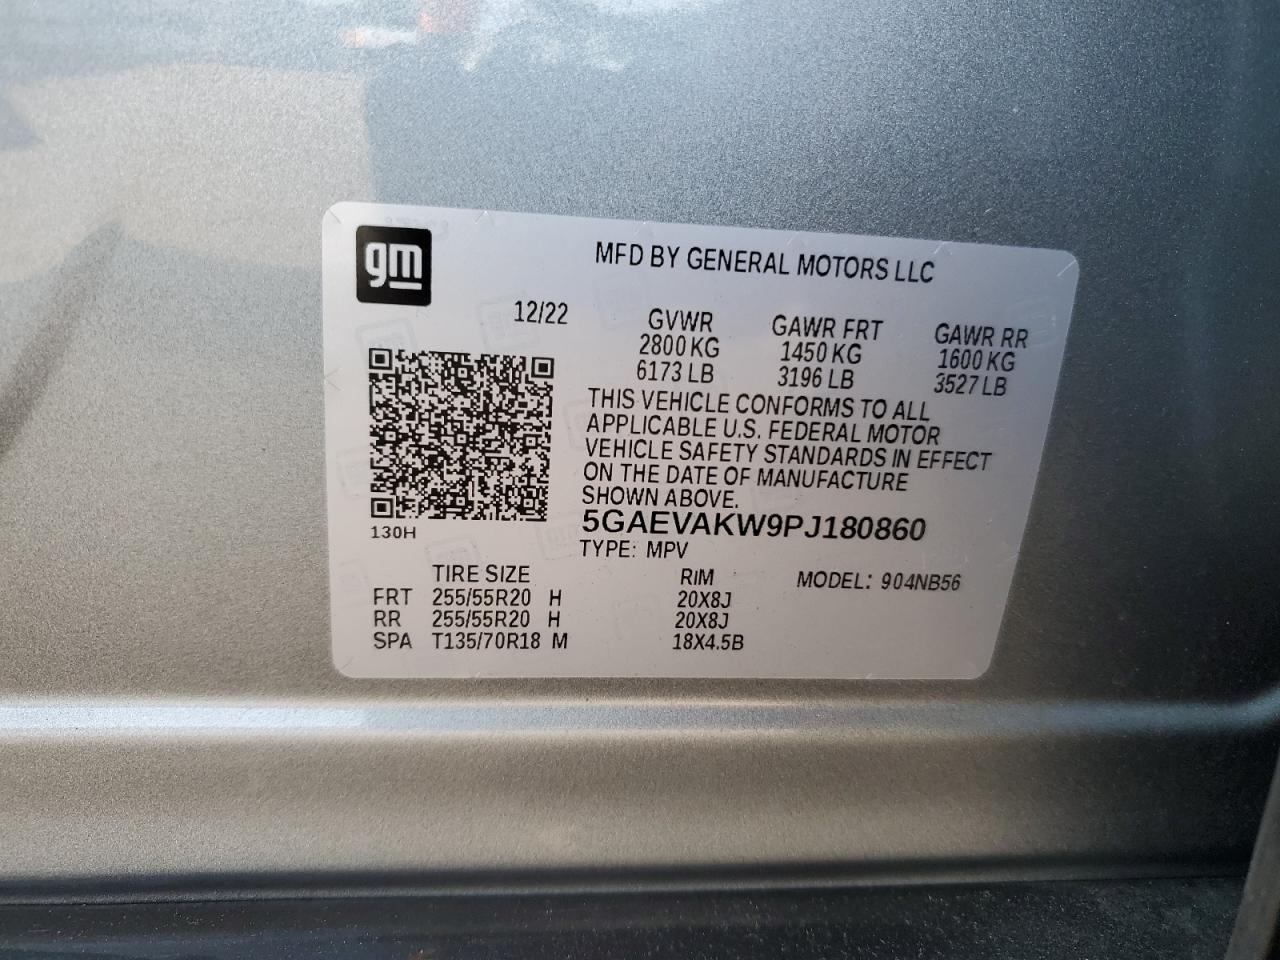 gm
MFD BY GENERAL MOTORS LLC
12/22
GVWR GAWR FRT GAWR RR
2800 KG 1450 KG 1600 KG
6173 LB 3196 LB 3527 LB
THIS VEHICLE CONFORMS TO ALL
APPLICABLE U.S. FEDERAL MOTOR
VEHICLE SAFETY STANDARDS IN EFFECT
ON THE DATE OF MANUFACTURE
SHOWN ABOVE.
5GAEVAKW9PJ180860
130H
TYPE: MPV
TIRE SIZE RIM MODEL: 904NB56
FRT 255/55R20 H 20X8J
RR 255/55R20 H 20X8J
SPA T135/70R18 M 18X4.5B